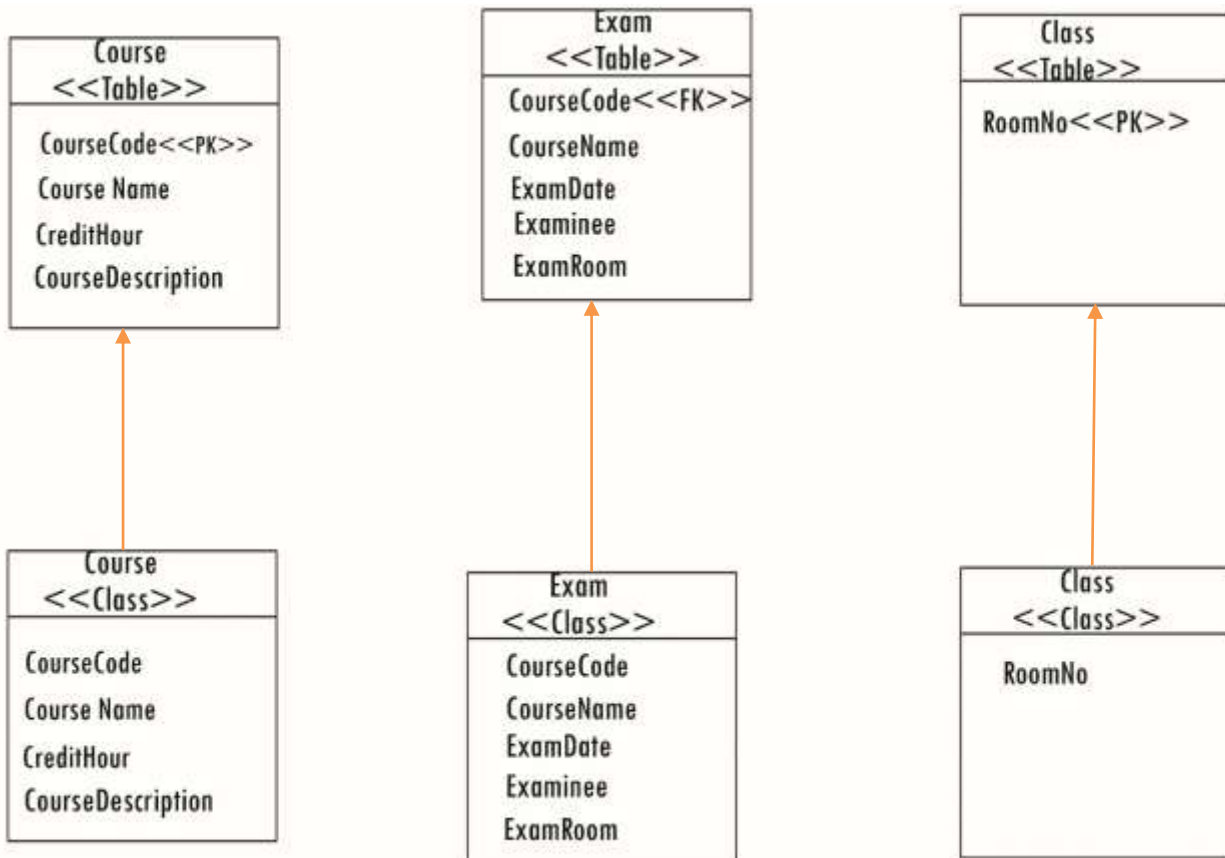 Course
<<Table>>
CourseCode<<PK>>
Course Name
CreditHour
CourseDescription
Exam
<<Table>>
CourseCode<<FK>>
CourseName
ExamDate
Examinee
ExamRoom
Class
<<Table>>
RoomNo<<PK>>
Course
<<Class>>
CourseCode
Course Name
CreditHour
CourseDescription
Exam
<<Class>>
CourseCode
CourseName
ExamDate
Examinee
ExamRoom
Class
<<Class>>
RoomNo